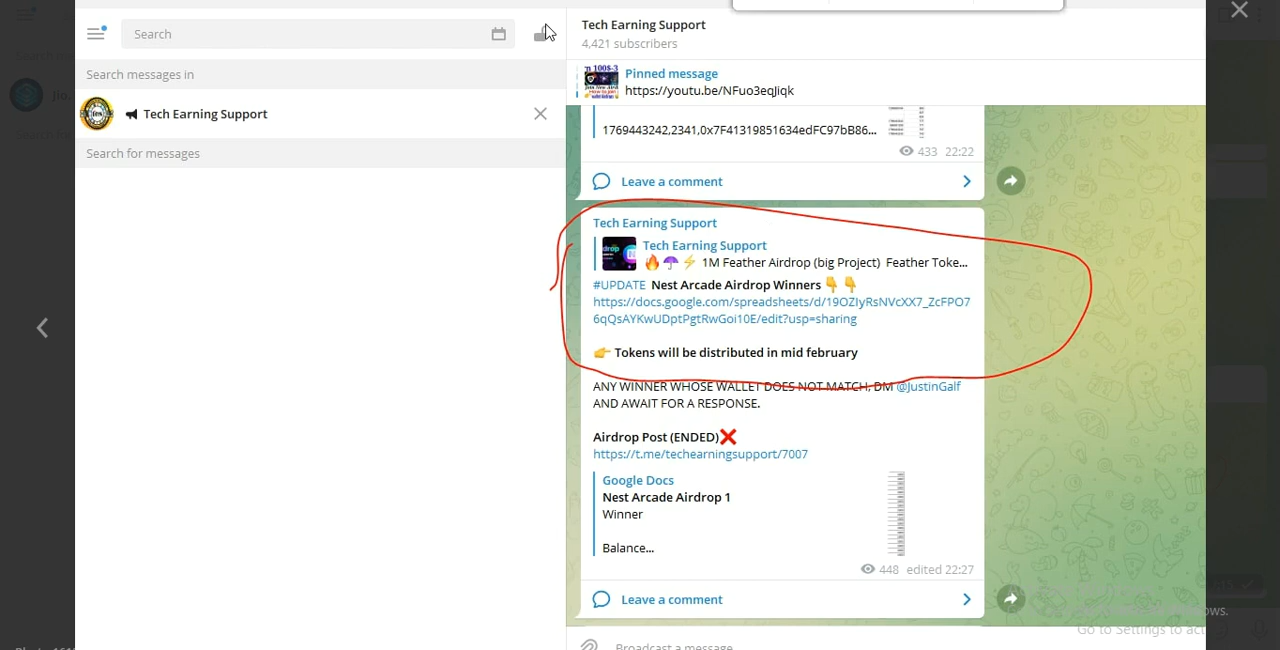 Tech Earning Support
4,421 subscribers
Search
Search messages in
Tech Earning Support
Search for messages
Pinned message
https://youtu.be/NFuo3eqJiqk
1769443242,2341,0x7F41319851634edFC97bB86...
433 22:22
Leave a comment
Tech Earning Support
Tech Earning Support
🔥☂⚡ 1M Feather Airdrop (big Project) Feather Toke...
#UPDATE Nest Arcade Airdrop Winners 👇👇
https://docs.google.com/spreadsheets/d/19OZIyRsNVcXX7_ZcFPO7
6qQsAYKwUDptPgtRwGoi10E/edit?usp=sharing
👉 Tokens will be distributed in mid february
ANY WINNER WHOSE WALLET DOES NOT MATCH, DM @JustinGalf
AND AWAIT FOR A RESPONSE.
Airdrop Post (ENDED)❌
https://t.me/techearningsupport/7007
Google Docs
Nest Arcade Airdrop 1
Winner
Balance...
448 edited 22:27
Leave a comment
Broadcast a message
Go to Settings to act